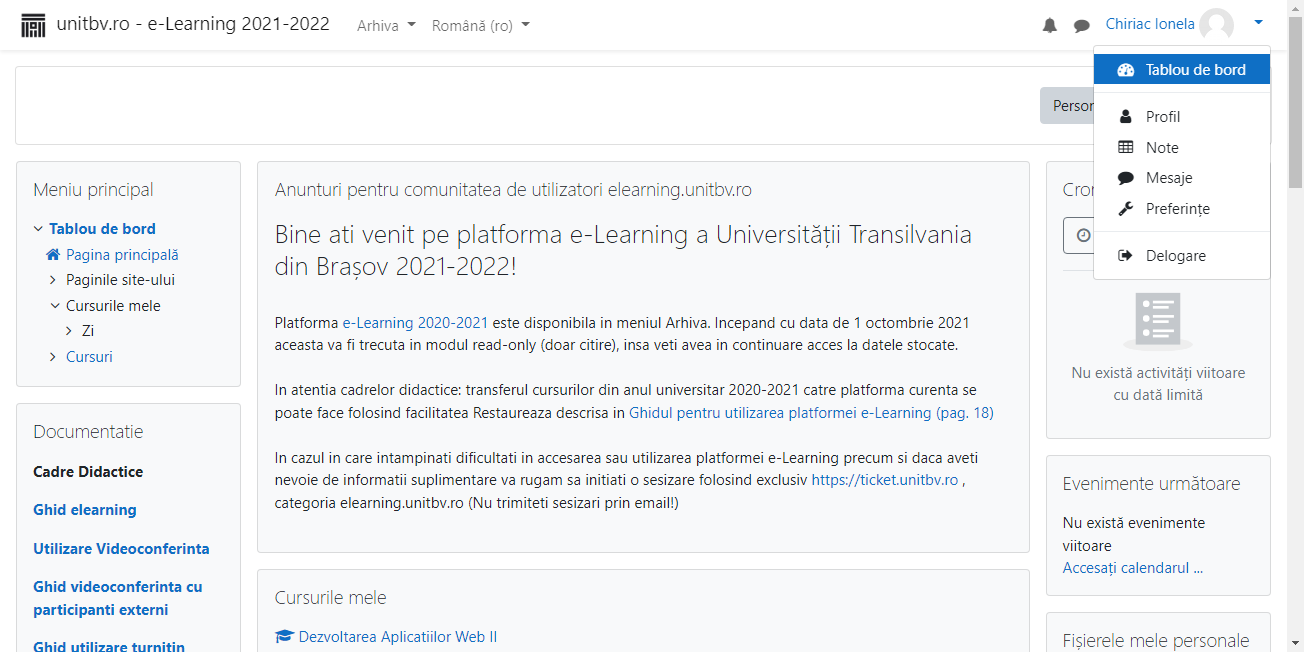 unitbv.ro - e-Learning 2021-2022
Arhiva
Română (ro)
Chiriac Ionela
Tablou de bord
Profil
Note
Mesaje
Preferințe
Delogare
Meniu principal
Tablou de bord
Pagina principală
Paginile site-ului
Cursurile mele
Zi
Cursuri
Documentatie
Cadre Didactice
Ghid elearning
Utilizare Videoconferinta
Ghid videoconferinta cu
participanti externi
Ghid utilizare turnitin
Anunturi pentru comunitatea de utilizatori elearning.unitbv.ro
Bine ati venit pe platforma e-Learning a Universității Transilvania
din Brașov 2021-2022!
Platforma e-Learning 2020-2021 este disponibila in meniul Arhiva. Incepand cu data de 1 octombrie 2021
aceasta va fi trecuta in modul read-only (doar citire), insa veti avea in continuare acces la datele stocate.
In atentia cadrelor didactice: transferul cursurilor din anul universitar 2020-2021 catre platforma curenta se
poate face folosind facilitatea Restaureaza descrisa in Ghidul pentru utilizarea platformei e-Learning (pag. 18)
In cazul in care intampinati dificultati in accesarea sau utilizarea platformei e-Learning precum si daca aveti
nevoie de informatii suplimentare va rugam sa initiati o sesizare folosind exclusiv https://ticket.unitbv.ro ,
categoria elearning.unitbv.ro (Nu trimiteti sesizari prin email!)
Cursurile mele
Dezvoltarea Aplicatiilor Web II
Nu există activități viitoare
cu dată limită
Evenimente următoare
Nu există evenimente
viitoare
Accesați calendarul ...
Fișierele mele personale